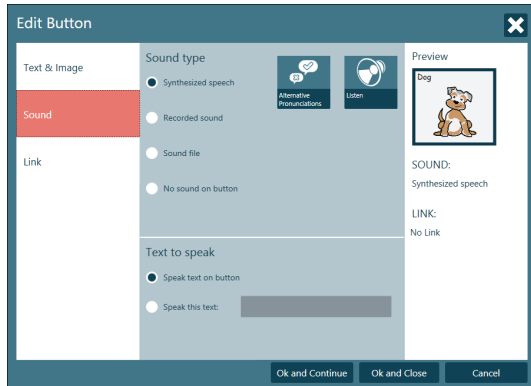 Edit Button
Text & Image
Sound
Link
Sound type
Synthesized speech
Recorded sound
Sound file
No sound on button
Alternative
Pronunciations
Listen
Text to speak
Speak text on button
Speak this text:
Preview
Dog
SOUND:
Synthesized speech
LINK:
No Link
Ok and Continue
Ok and Close
Cancel